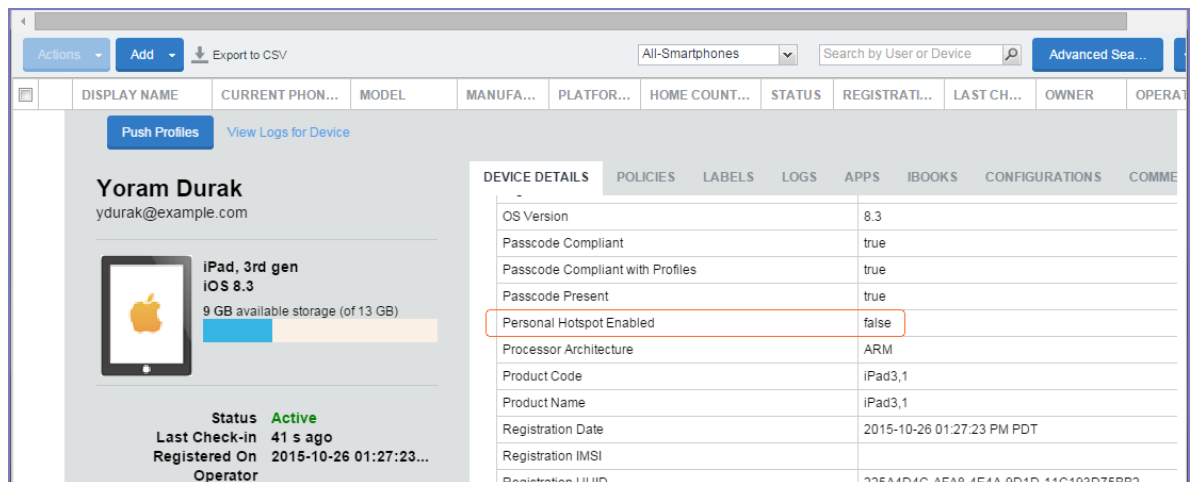 Actions Add Export to CSV All-Smartphones Search by User or Device Advanced Sea...
DISPLAY NAME CURRENT PHON... MODEL MANUFA... PLATFOR... HOME COUNT... STATUS REGISTRATI... LAST CH... OWNER OPERAT
Push Profiles View Logs for Device
Yoram Durak
ydurak@example.com
iPad, 3rd gen
iOS 8.3
9 GB available storage (of 13 GB)
Status Active
Last Check-in 41 s ago
Registered On 2015-10-26 01:27:23...
Operator
DEVICE DETAILS POLICIES LABELS LOGS APPS IBOOKS CONFIGURATIONS COMME
OS Version 8.3
Passcode Compliant true
Passcode Compliant with Profiles true
Passcode Present true
Personal Hotspot Enabled false
Processor Architecture ARM
Product Code iPad3,1
Product Name iPad3,1
Registration Date 2015-10-26 01:27:23 PM PDT
Registration IMSI
Registration UUID